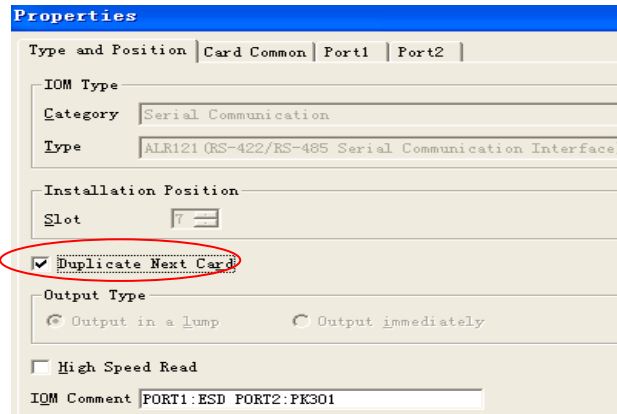 Properties
Type and Position Card Common Port1 Port2
IOM Type
Category Serial Communication
Type ALR121(RS-422/RS-485 Serial Communication Interface
Installation Position
Slot 7
Duplicate Next Card
Output Type
Output in a lump Output immediately
High Speed Read
IOM Comment PORT1:ESD PORT2:PK301